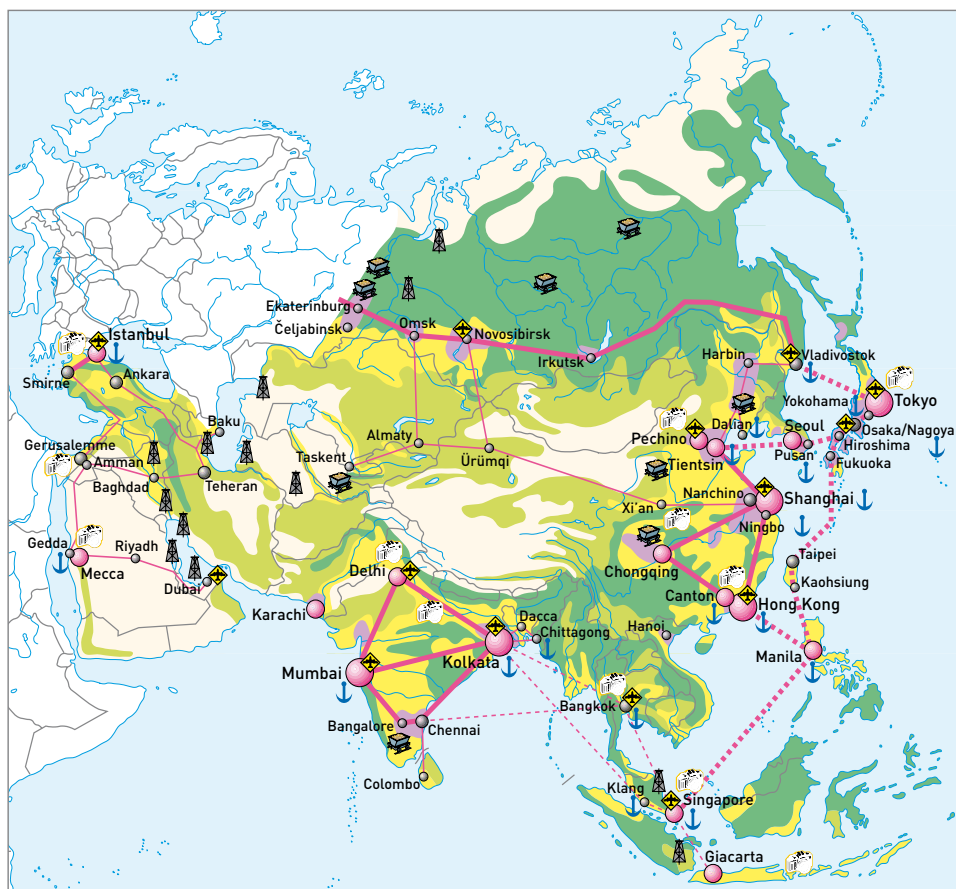 Ekaterinburg
Čeljabinsk
Omsk
Novosibirsk
Irkutsk
Harbin
Vladivostok
Istanbul
Smirne
Ankara
Yokohama
Tokyo
Baku
Almaty
Ürümqi
Taskent
Pechino
Dalian
Seoul
Osaka/Nagoya
Hiroshima
Pusan
Fukuoka
Tientsin
Gerusalemme
Amman
Baghdad
Teheran
Nanchino
Shanghai
Xi'an
Ningbo
Gedda
Riyadh
Mecca
Dubai
Delhi
Chongqing
Taipei
Kaohsiung
Canton
Hong Kong
Karachi
Dacca
Chittagong
Hanoi
Kolkata
Manila
Mumbai
Bangkok
Bangalore
Chennai
Colombo
Klang
Singapore
Giacarta